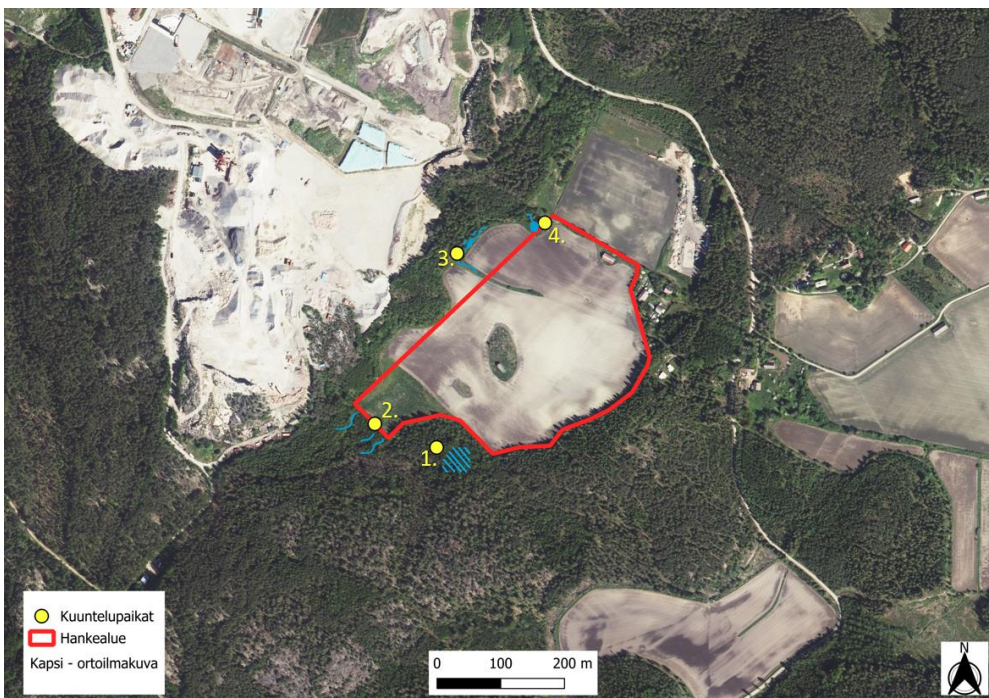 4.
3.
2.
1.
Kuuntelupaikat
Hankealue
Kapsi - ortoilmakuva
0 100 200 m
N